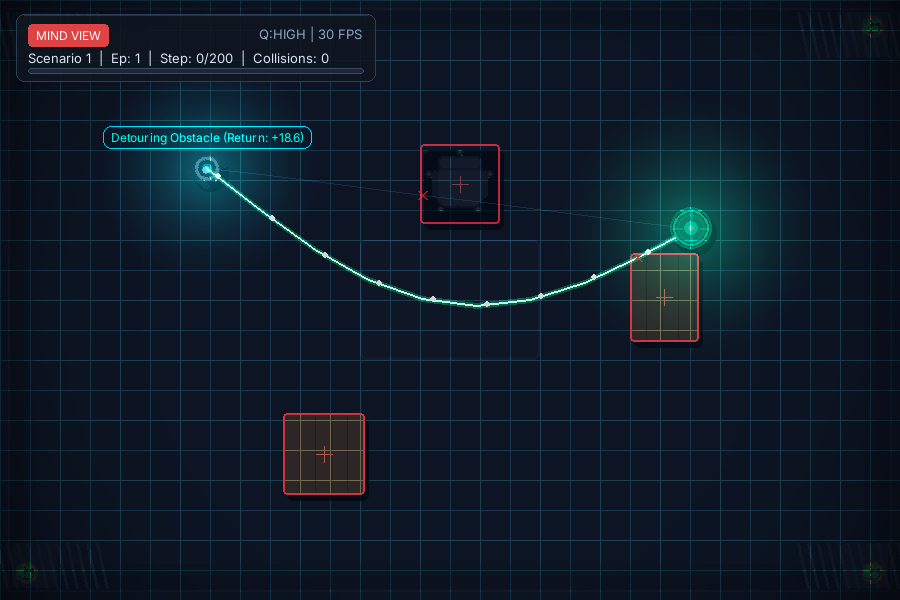 MIND VIEW
Q:HIGH | 30 FPS
Scenario 1 | Ep: 1 | Step: 0/200 | Collisions: 0
Detouring Obstacle (Return: +18.6)